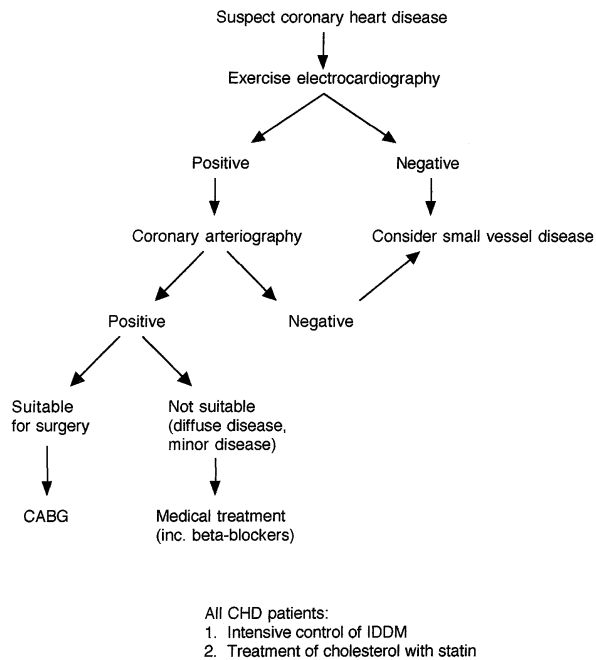 Suspect coronary heart disease
Exercise electrocardiography
Positive
Negative
Coronary arteriography
Consider small vessel disease
Positive
Negative
Suitable
for surgery
Not suitable
(diffuse disease,
minor disease)
CABG
Medical treatment
(inc. beta-blockers)
All CHD patients:
1. Intensive control of IDDM
2. Treatment of cholesterol with statin